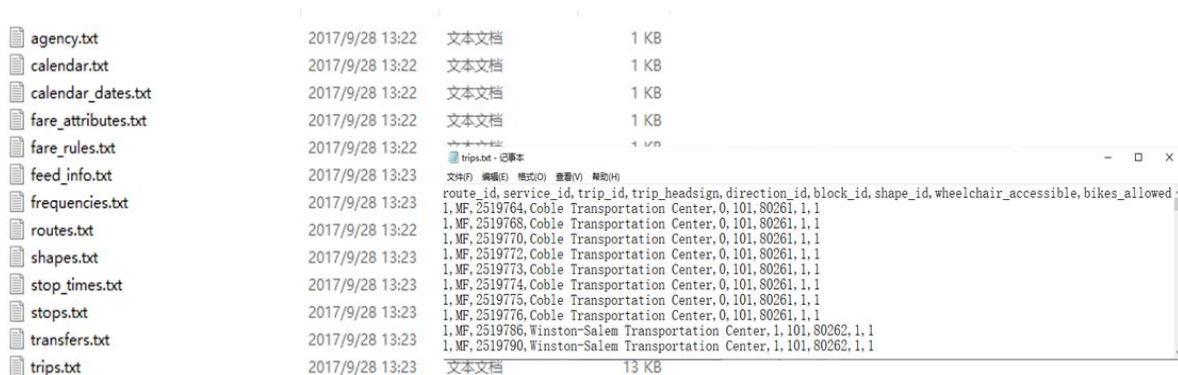 agency.txt 2017/9/28 13:22 文本文档 1 KB
calendar.txt 2017/9/28 13:22 文本文档 1 KB
calendar_dates.txt 2017/9/28 13:22 文本文档 1 KB
fare_attributes.txt 2017/9/28 13:22 文本文档 1 KB
fare_rules.txt 2017/9/28 13:22 文本文档 1 KB
feed_info.txt 2017/9/28 13:23
frequencies.txt 2017/9/28 13:23
routes.txt 2017/9/28 13:22
shapes.txt 2017/9/28 13:23
stop_times.txt 2017/9/28 13:23
stops.txt 2017/9/28 13:23
transfers.txt 2017/9/28 13:23
trips.txt 2017/9/28 13:23 文本文档 13 KB
trips.txt - 记事本
文件(F) 编辑(E) 格式(O) 查看(V) 帮助(H)
route_id,service_id,trip_id,trip_headsign,direction_id,block_id,shape_id,wheelchair_accessible,bikes_allowed
1,MF,2519764,Coble Transportation Center,0,101,80261,1,1
1,MF,2519768,Coble Transportation Center,0,101,80261,1,1
1,MF,2519770,Coble Transportation Center,0,101,80261,1,1
1,MF,2519772,Coble Transportation Center,0,101,80261,1,1
1,MF,2519773,Coble Transportation Center,0,101,80261,1,1
1,MF,2519774,Coble Transportation Center,0,101,80261,1,1
1,MF,2519775,Coble Transportation Center,0,101,80261,1,1
1,MF,2519776,Coble Transportation Center,0,101,80261,1,1
1,MF,2519786,Winston-Salem Transportation Center,1,101,80262,1,1
1,MF,2519790,Winston-Salem Transportation Center,1,101,80262,1,1